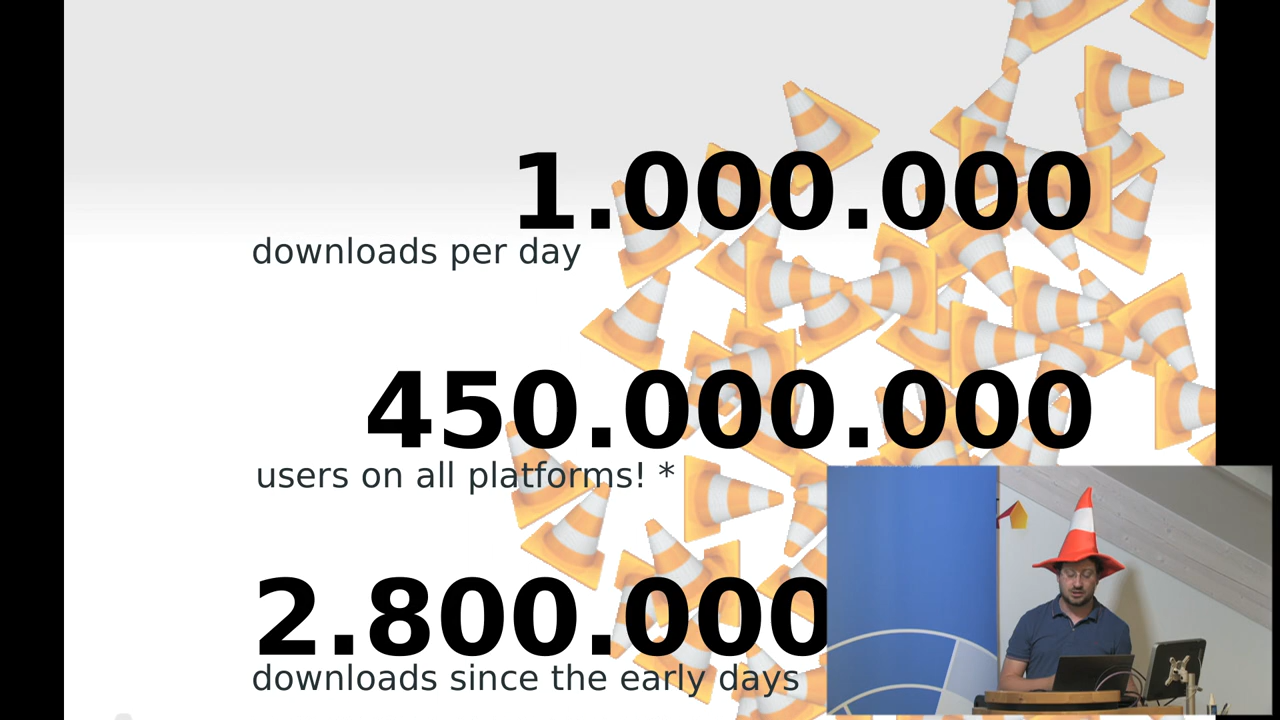 1.000.000
downloads per day
450.000.000
users on all platforms! *
2.800.000
downloads since the early days